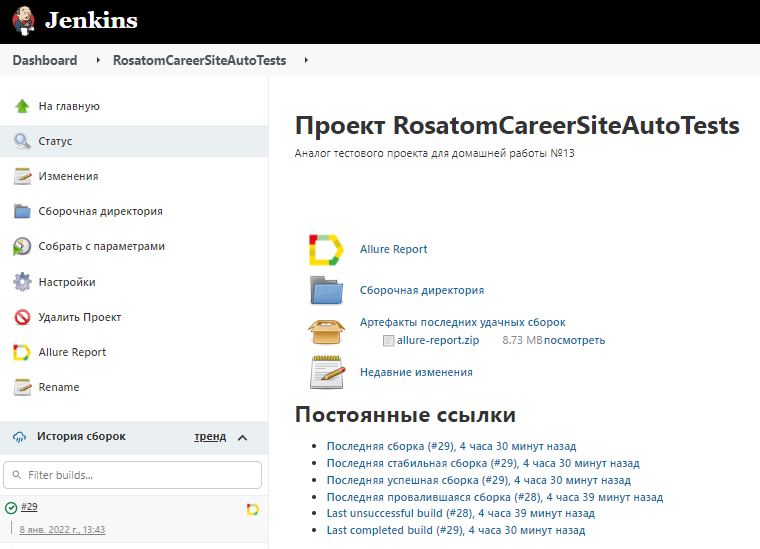 Jenkins
Dashboard RosatomCareerSiteAutoTests
На главную
Статус
Изменения
Сборочная директория
Собрать с параметрами
Настройки
Удалить Проект
Allure Report
Rename
История сборок тренд
Filter builds...
#29
8 янв. 2022 г., 13:43
Проект RosatomCareerSiteAutoTests
Аналог тестового проекта для домашней работы №13
Allure Report
Сборочная директория
Артефакты последних удачных сборок
allure-report.zip 8.73 MB посмотреть
Недавние изменения
Постоянные ссылки
Последняя сборка (#29), 4 часа 30 минут назад
Последняя стабильная сборка (#29), 4 часа 30 минут назад
Последняя успешная сборка (#29), 4 часа 30 минут назад
Последняя провалившаяся сборка (#28), 4 часа 39 минут назад
Last unsuccessful build (#28), 4 часа 39 минут назад
Last completed build (#29), 4 часа 30 минут назад